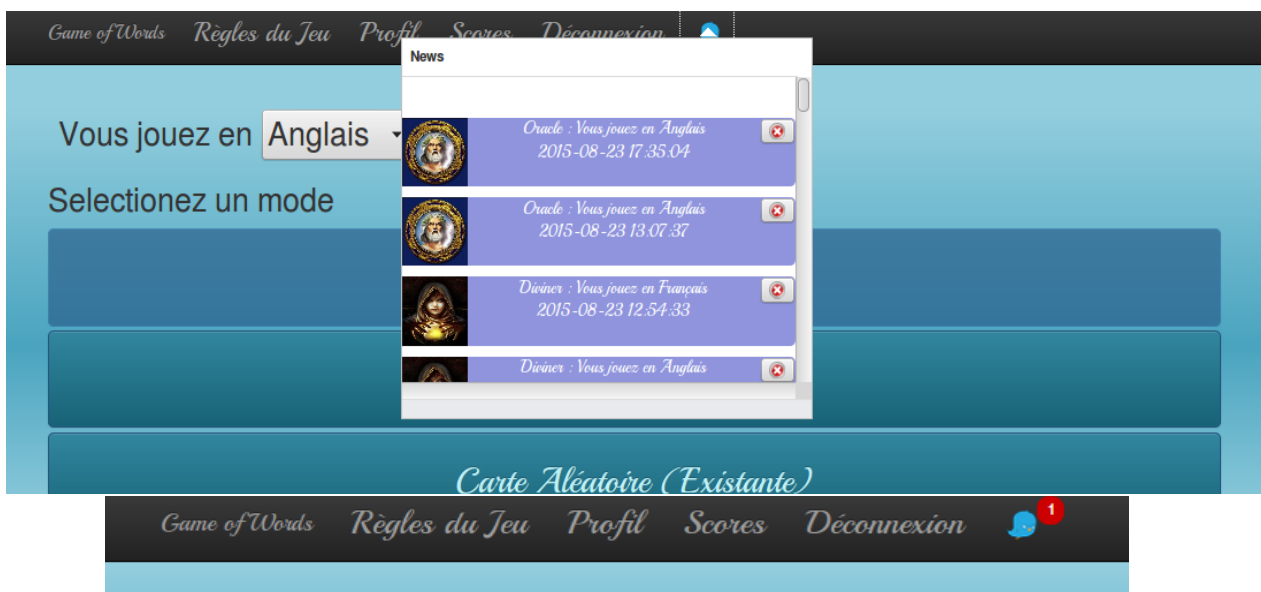 Game of Words Règles du Jeu Profil Scores Déconnexion
News
Vous jouez en Anglais
Oracle : Vous jouez en Anglais
2015-08-23 17:35:04
Selectionez un mode
Oracle : Vous jouez en Anglais
2015-08-23 13:07:37
Diviner : Vous jouez en Français
2015-08-23 12:54:33
Diviner : Vous jouez en Anglais
Carte Aléatoire (Existante)
Game of Words Règles du Jeu Profil Scores Déconnexion 1